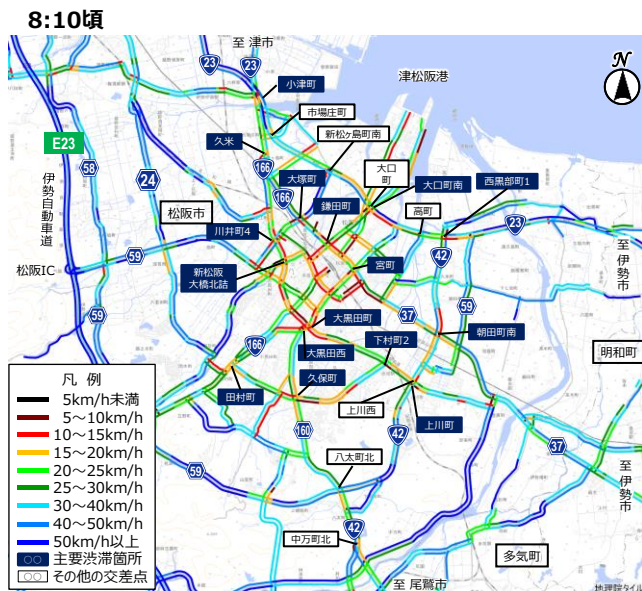 8:10頃
至 津市
23
23
小津町
津松阪港
N
市場庄町
E23
久米
新松ヶ島町南
58
166
大口町
伊勢自動車道
24
166
大塚町
鎌田町
大口町南
西黒部町1
松阪市
高町
23
川井町4
至 伊勢市
59
42
松阪IC
新松阪大橋北詰
宮町
59
59
大黒田町
37
朝田町南
166
大黒田西
下村町2
明和町
凡 例
5km/h未満
5~10km/h
10~15km/h
15~20km/h
20~25km/h
25~30km/h
30~40km/h
40~50km/h
50km/h以上
○○ 主要渋滞箇所
○○ その他の交差点
田村町
久保町
上川西
上川町
160
42
37
59
八太町北
至 伊勢市
42
中万町北
多気町
至 尾鷲市
地理院タイル